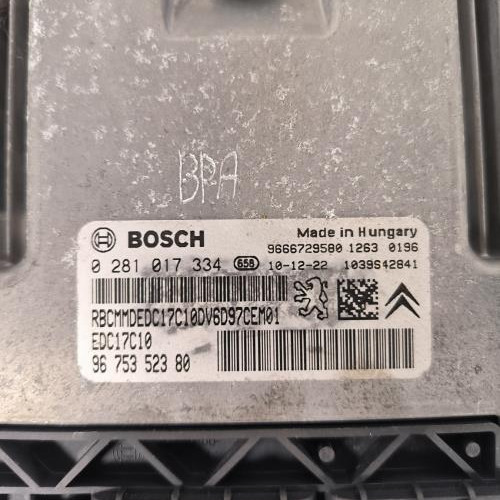 BPA
BOSCH
Made in Hungary
9666729580 1263 0196
0 281 017 334 658 10-12-22 1039S42841
RBCMMDEDC17C10DV6D97CEM01
EDC17C10
96 753 523 80